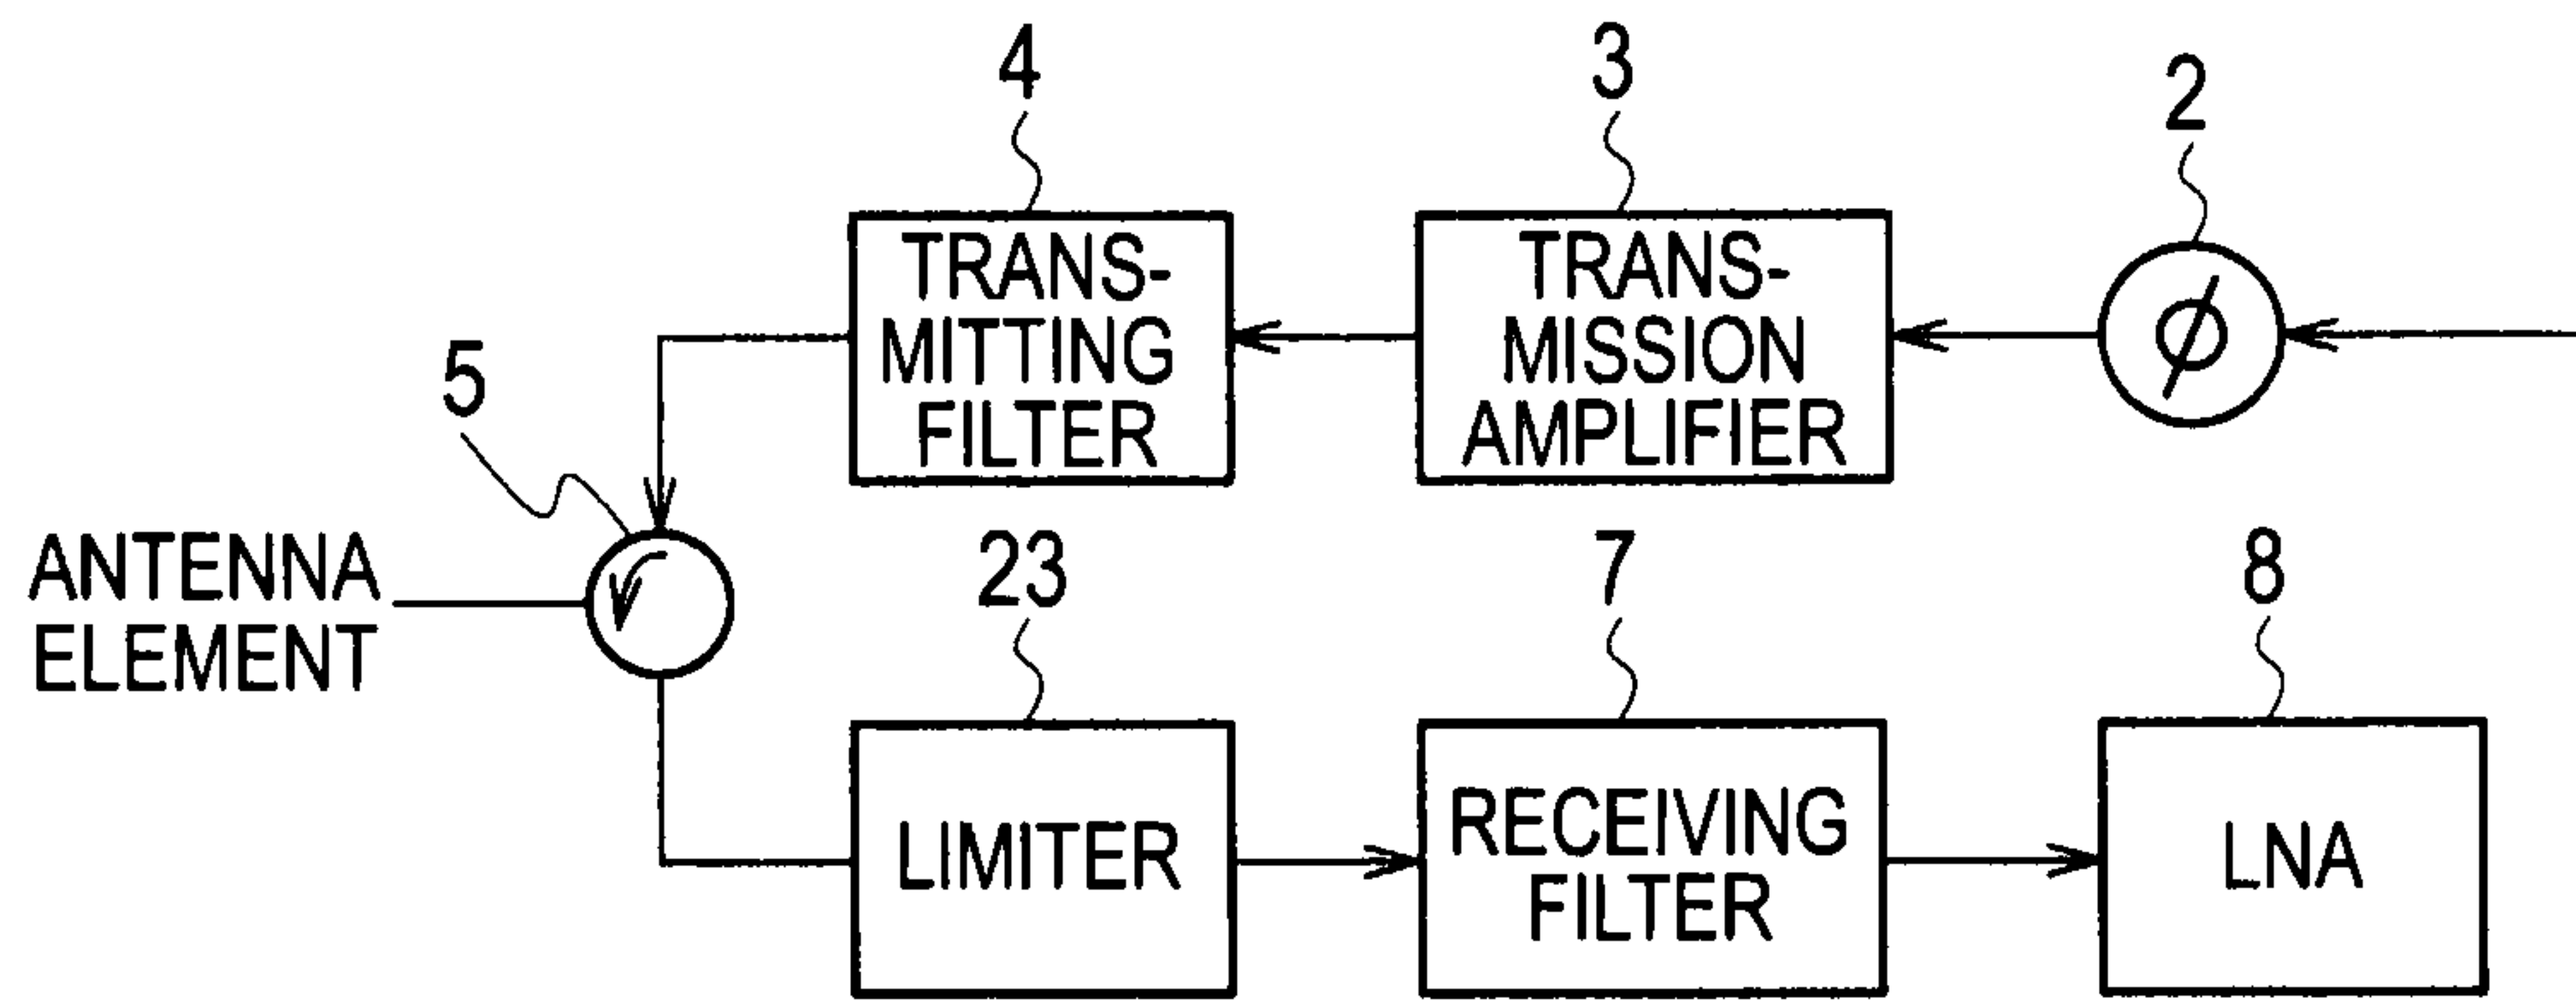 4
3
2
TRANS-
MITTING
FILTER
TRANS-
MISSION
AMPLIFIER
ϕ
5
ANTENNA
ELEMENT
23
7
8
LIMITER
RECEIVING
FILTER
LNA